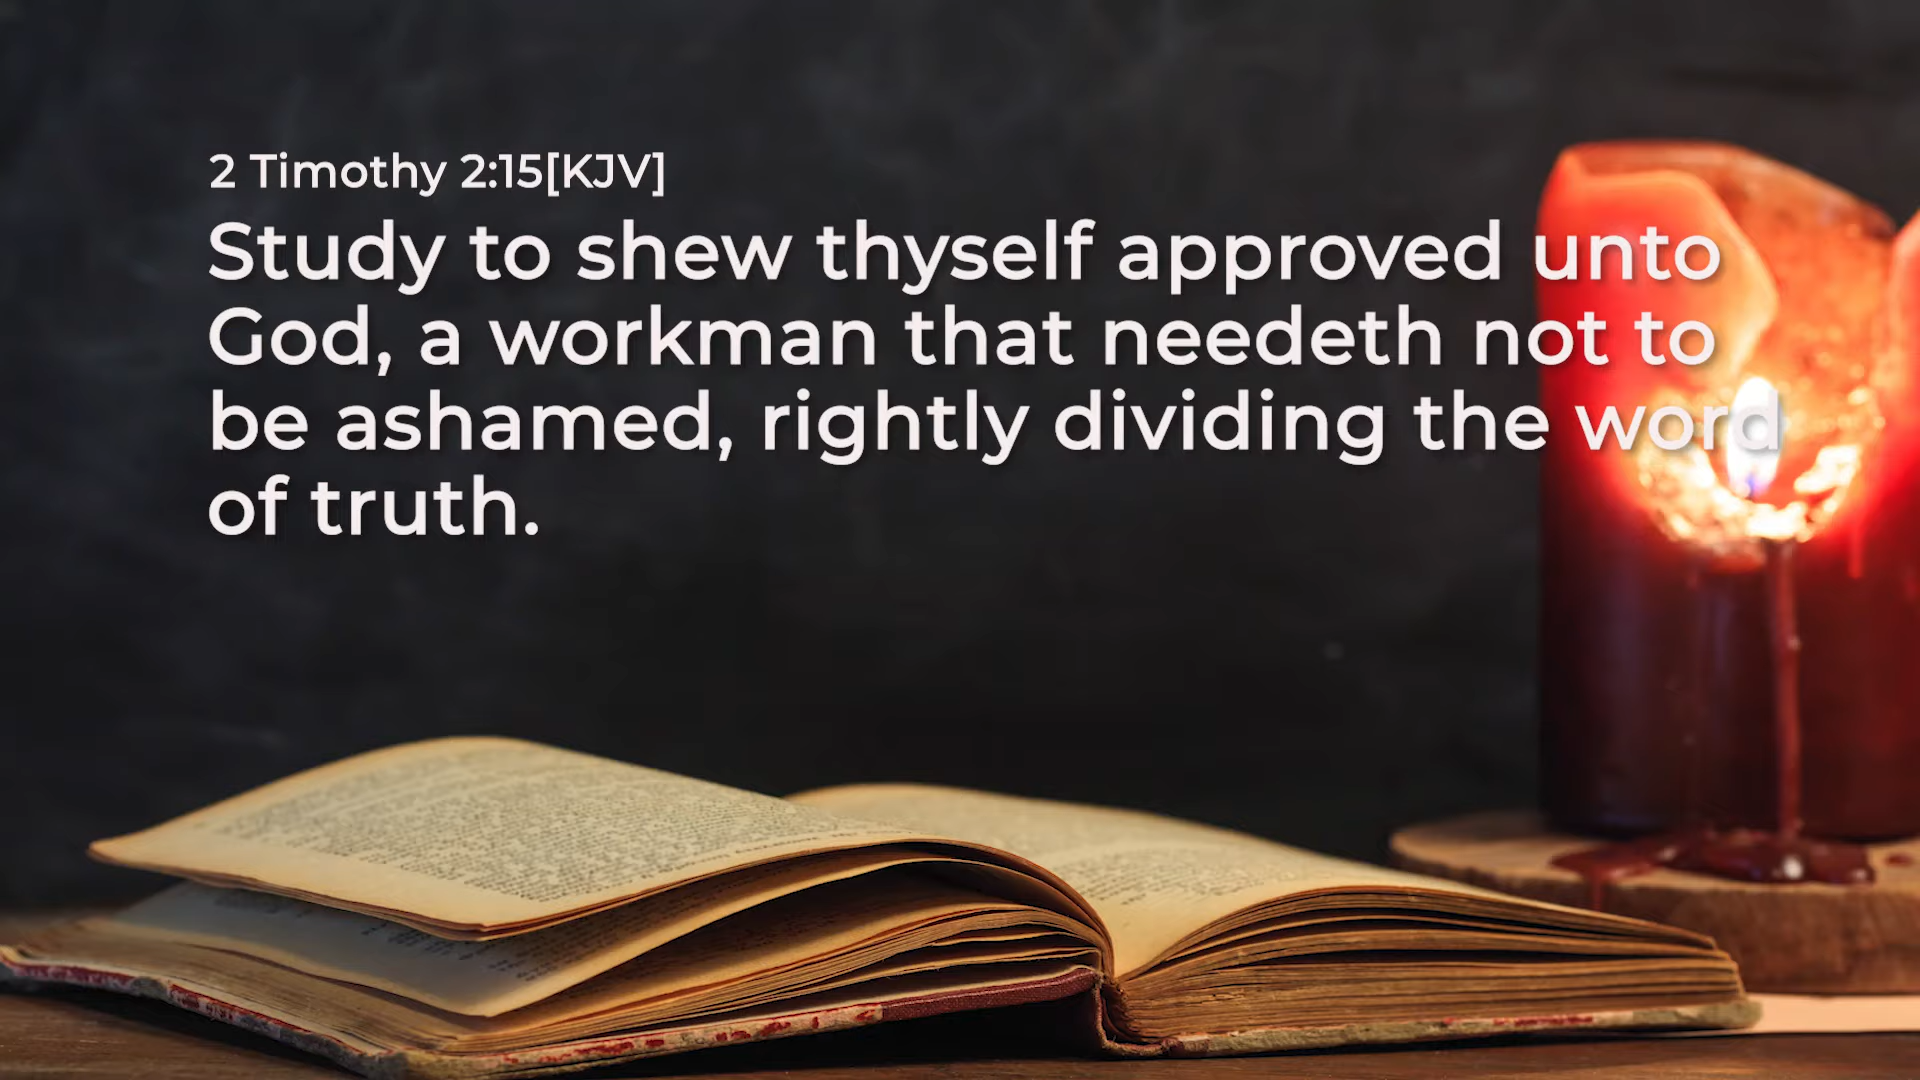 2 Timothy 2:15[KJV]
Study to shew thyself approved unto
God, a workman that needeth not to
be ashamed, rightly dividing the word
of truth.